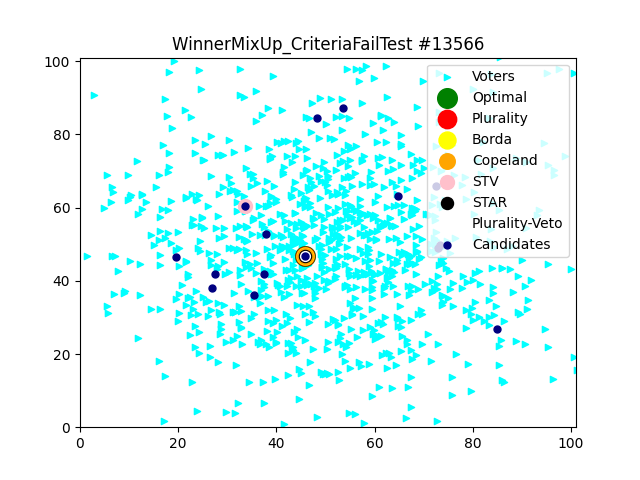 WinnerMixUp_CriteriaFailTest #13566
Voters
Optimal
Plurality
Borda
Copeland
STV
STAR
Plurality-Veto
Candidates
100
80
60
40
20
0
0 20 40 60 80 100